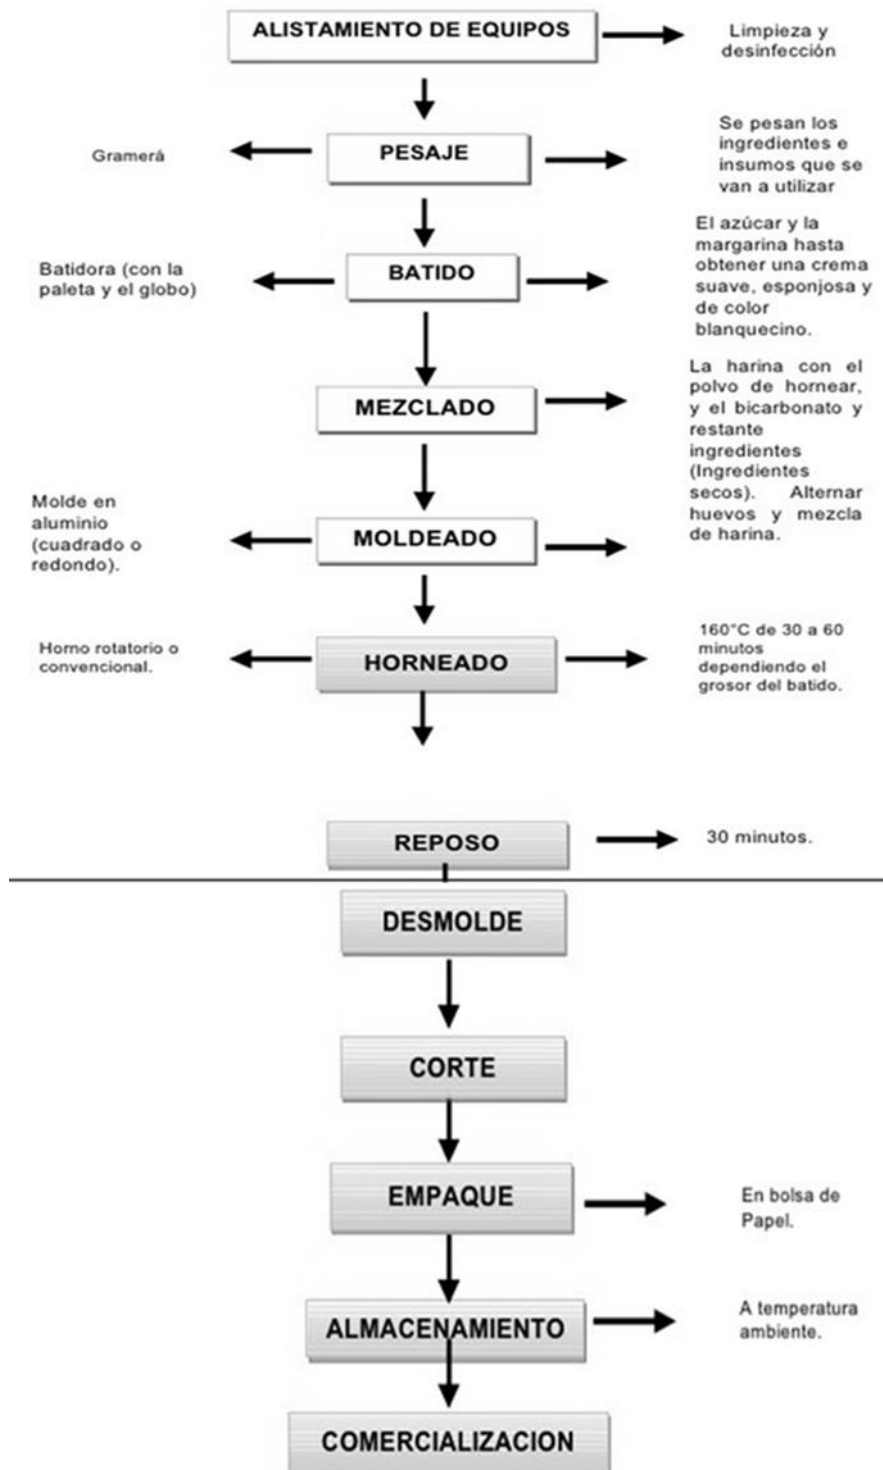 ALISTAMIENTO DE EQUIPOS
Limpieza y
desinfección
Gramerá
PESAJE
Se pesan los
ingredientes e
insumos que se
van a utilizar
Batidora (con la
paleta y el globo)
BATIDO
El azúcar y la
margarina hasta
obtener una crema
suave, esponjosa y
de color
blanquecino.
MEZCLADO
La harina con el
polvo de hornear,
y el bicarbonato y
restante
ingredientes
(Ingredientes
secos). Alternar
huevos y mezcla
de harina.
Molde en
aluminio
(cuadrado o
redondo).
MOLDEADO
Horno rotatorio o
convencional.
HORNEADO
160°C de 30 a 60
minutos
dependiendo el
grosor del batido.
REPOSO
30 minutos.
DESMOLDE
CORTE
EMPAQUE
En bolsa de
Papel.
ALMACENAMIENTO
A temperatura
ambiente.
COMERCIALIZACION